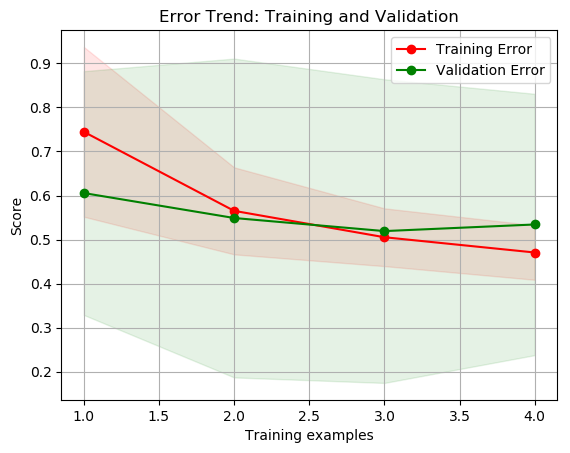 Error Trend: Training and Validation
Training Error
Validation Error
Score
0.9
0.8
0.7
0.6
0.5
0.4
0.3
0.2
1.0 1.5 2.0 2.5 3.0 3.5 4.0
Training examples